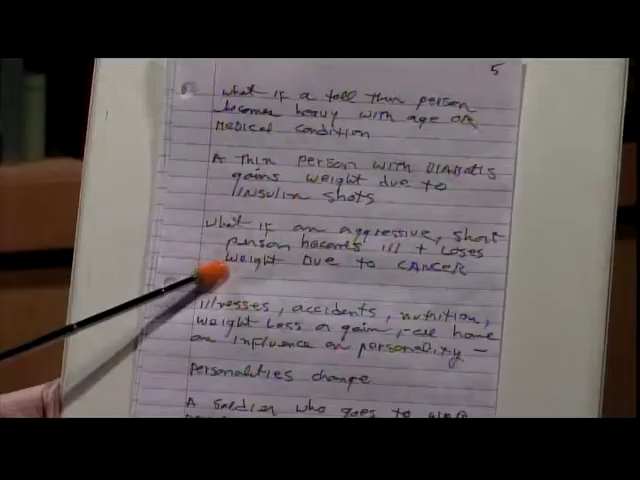 5
what if a tall thin person
becomes heavy with age or
Medical condition
A thin person with DIABETIS
gains weight due to
INSULIN shots
what if an aggressive, short
person becomes ill + Loses
weight Due to CANCER
illnesses, accidents, nutrition,
weight Loss or gain, all have
an influence on personality -
personalities change
A soldier who goes to